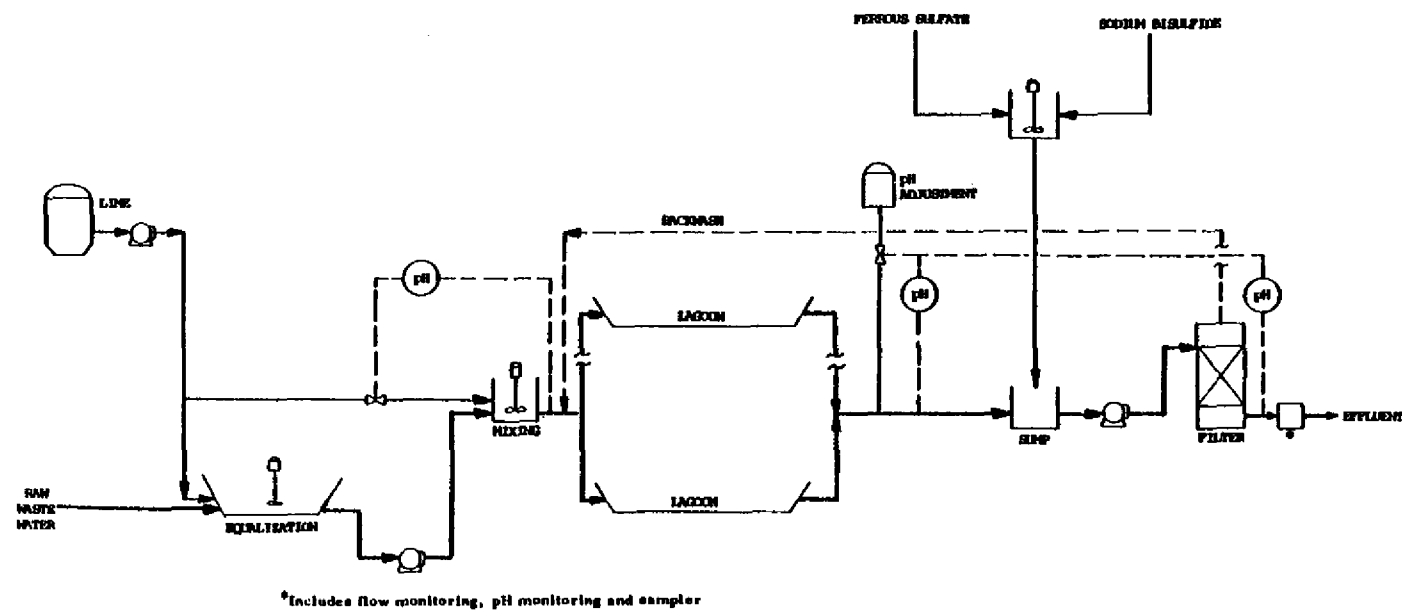 FERROUS SULFATE
SODIUM BISULFIDE
LIME
pH
ADJUSTMENT
BACKWASH
pH
pH
pH
LAGOON
MIXING
LAGOON
SUMP
FILTER
*
EFFLUENT
RAW
WASTE
WATER
EQUALISATION
*Includes flow monitoring, pH monitoring and sampler